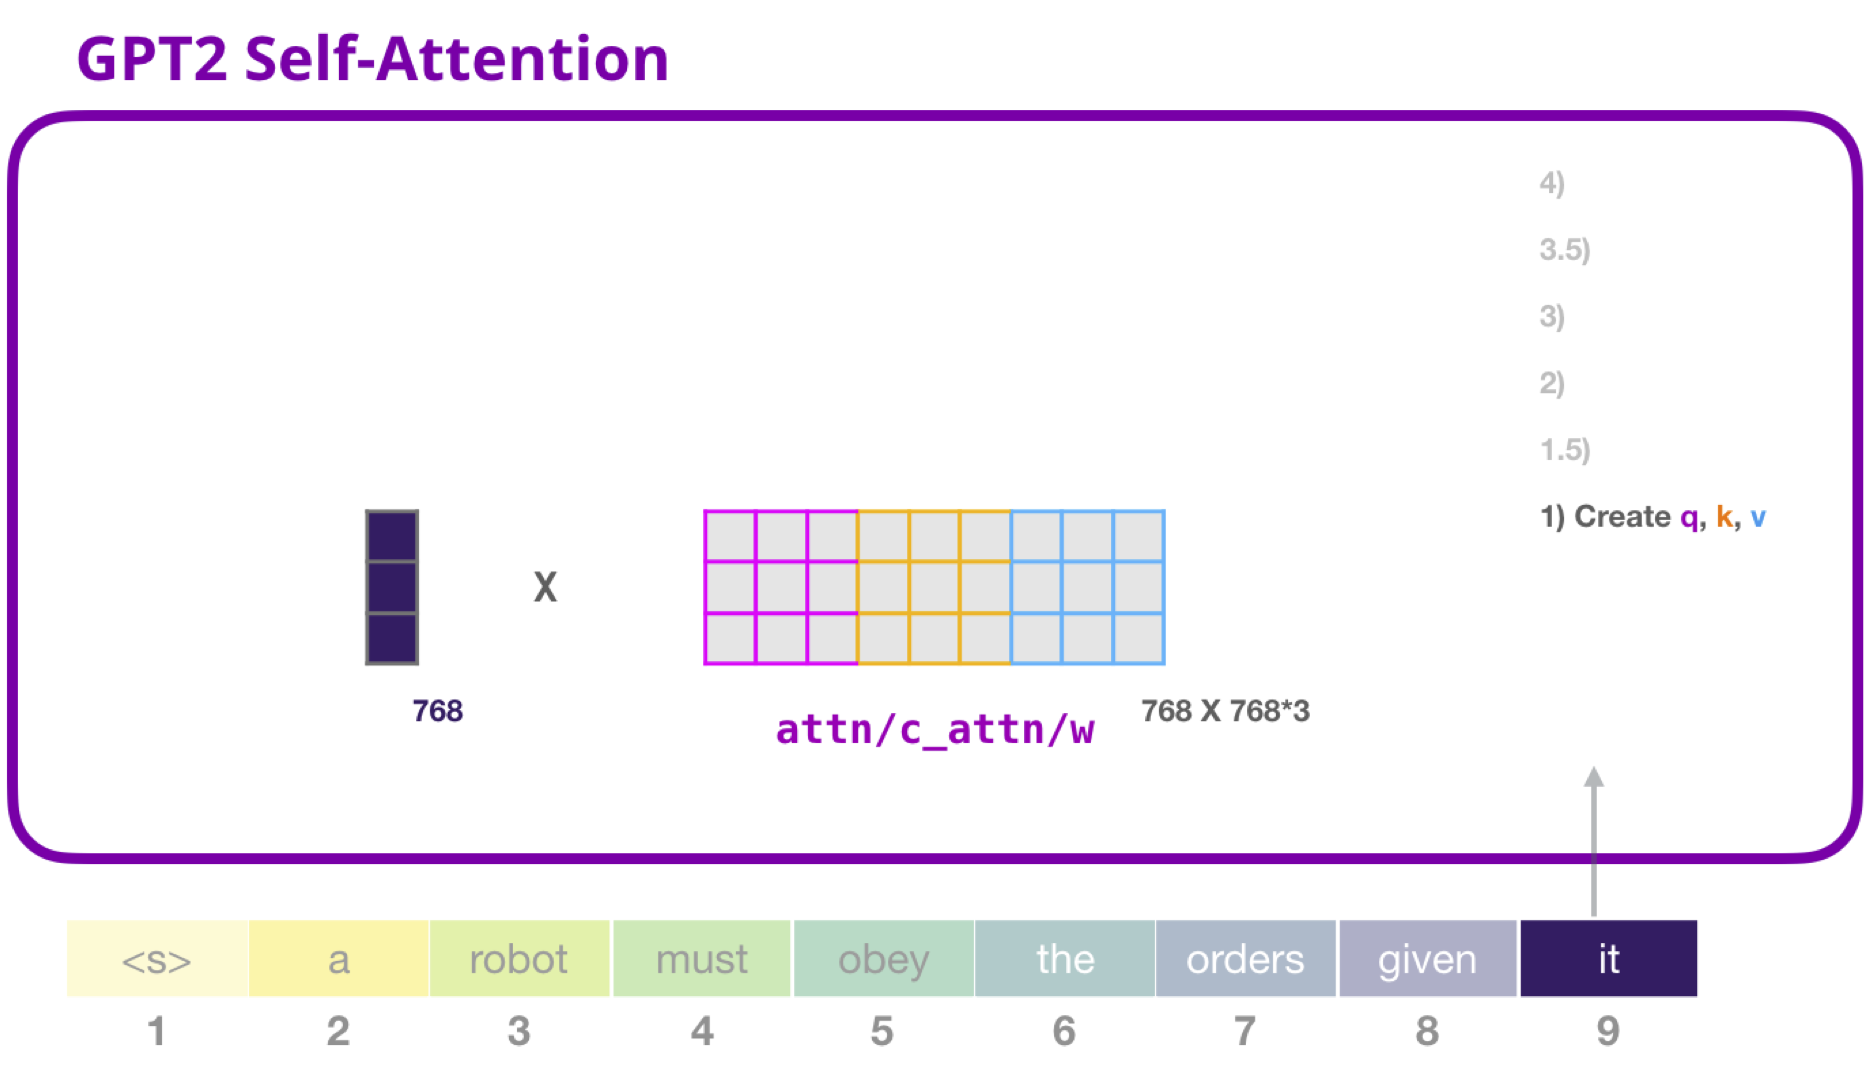 GPT2 Self-Attention
4)
3.5)
3)
2)
1.5)
1) Create q, k, v
X
768
attn/c_attn/w
768 X 768*3
<s> a robot must obey the orders given it
1 2 3 4 5 6 7 8 9